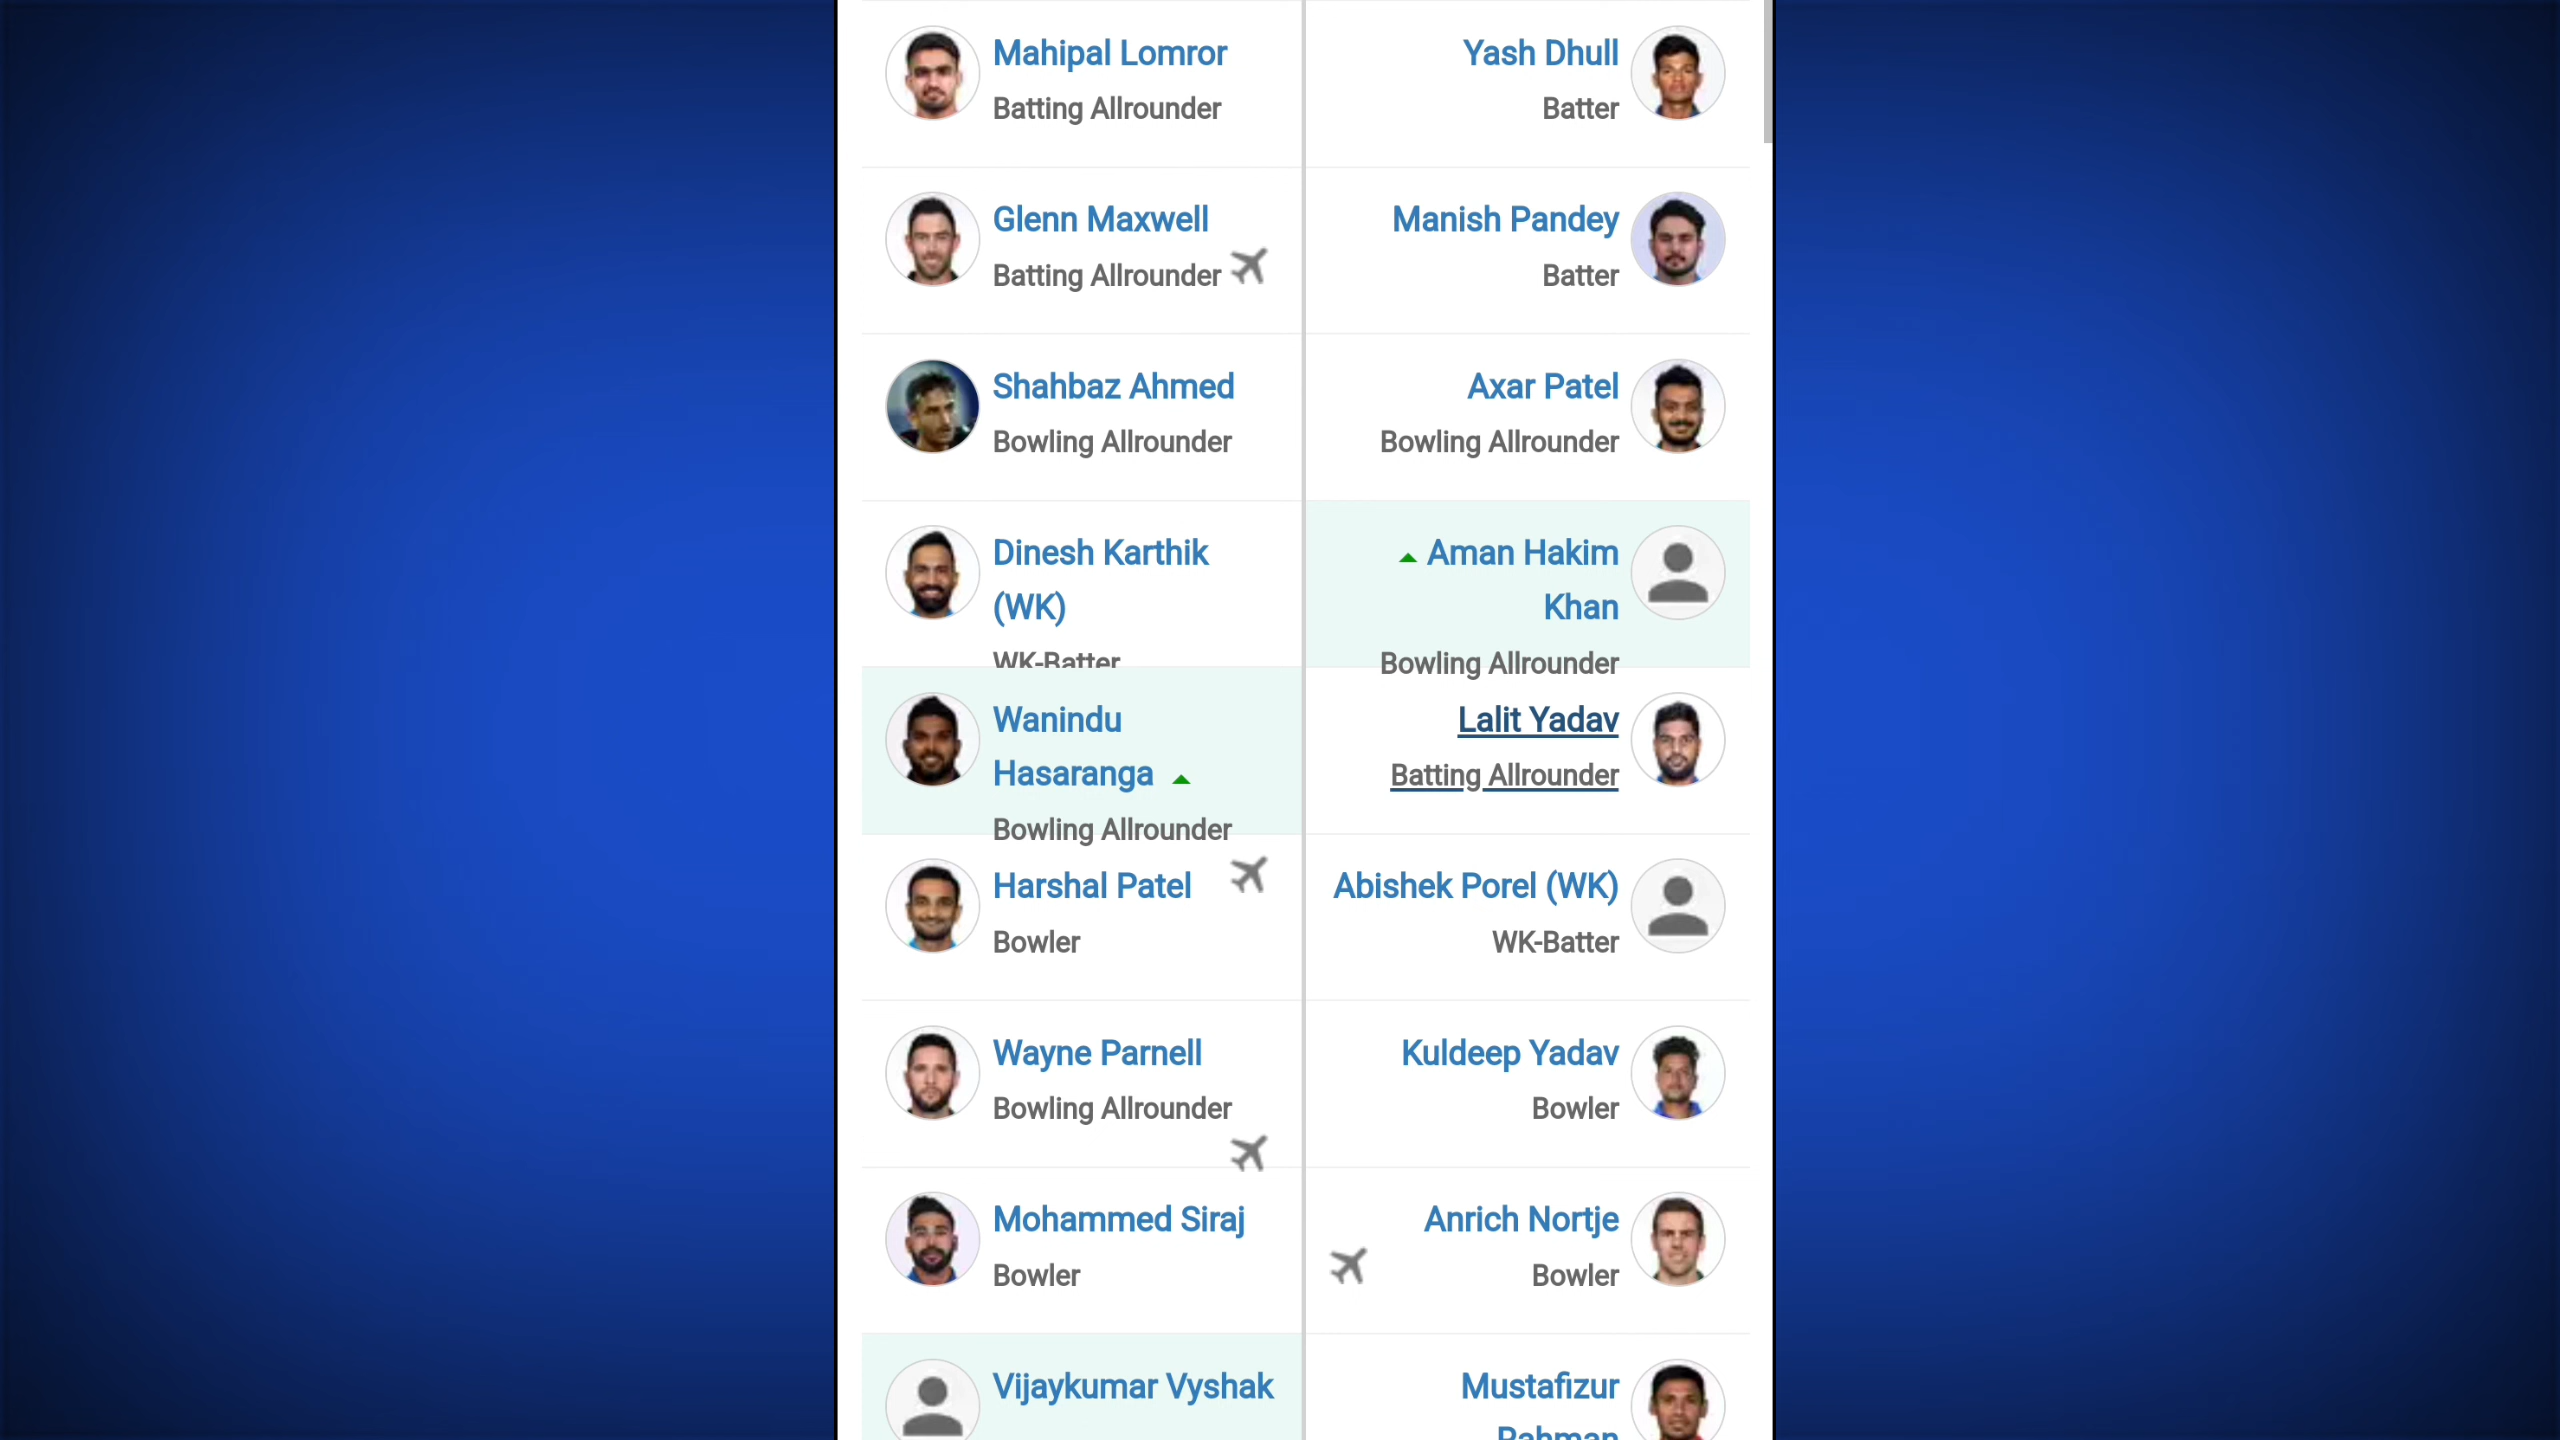 Mahipal Lomror
Batting Allrounder
Yash Dhull
Batter
Glenn Maxwell
Batting Allrounder
Manish Pandey
Batter
Shahbaz Ahmed
Bowling Allrounder
Axar Patel
Bowling Allrounder
Dinesh Karthik
(WK)
WK-Batter
Aman Hakim
Khan
Bowling Allrounder
Wanindu
Hasaranga
Bowling Allrounder
Lalit Yadav
Batting Allrounder
Harshal Patel
Bowler
Abishek Porel (WK)
WK-Batter
Wayne Parnell
Bowling Allrounder
Kuldeep Yadav
Bowler
Mohammed Siraj
Bowler
Anrich Nortje
Bowler
Vijaykumar Vyshak
Mustafizur
Rahman